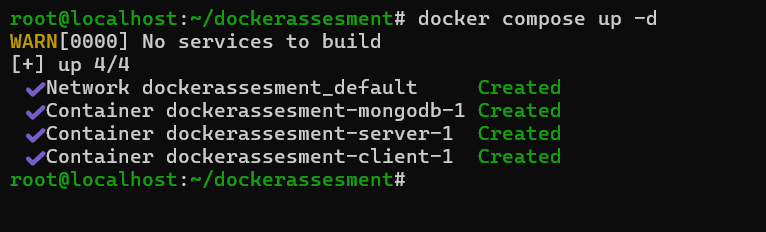 root@localhost:~/dockerassesment# docker compose up -d
WARN[0000] No services to build
[+] up 4/4
✔Network dockerassesment_default Created
✔Container dockerassesment-mongodb-1 Created
✔Container dockerassesment-server-1 Created
✔Container dockerassesment-client-1 Created
root@localhost:~/dockerassesment#